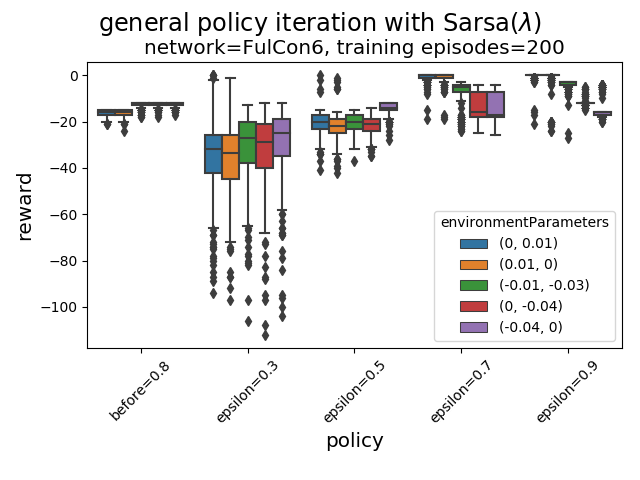 general policy iteration with Sarsa(λ)
network=FulCon6, training episodes=200
reward
0
−20
−40
−60
−80
−100
environmentParameters
(0, 0.01)
(0.01, 0)
(-0.01, -0.03)
(0, -0.04)
(-0.04, 0)
before=0.8
epsilon=0.3
epsilon=0.5
epsilon=0.7
epsilon=0.9
policy